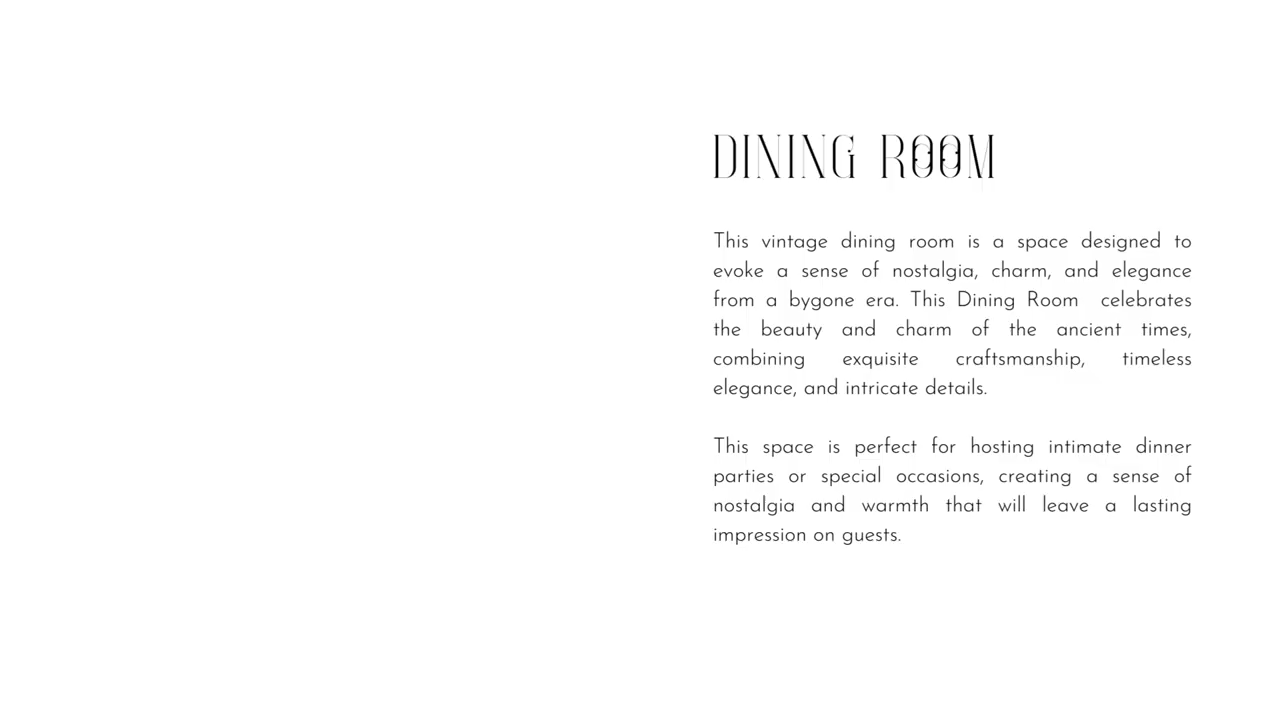 DINING ROOM
This vintage dining room is a space designed to
evoke a sense of nostalgia, charm, and elegance
from a bygone era. This Dining Room celebrates
the beauty and charm of the ancient times,
combining exquisite craftsmanship, timeless
elegance, and intricate details.
This space is perfect for hosting intimate dinner
parties or special occasions, creating a sense of
nostalgia and warmth that will leave a lasting
impression on guests.